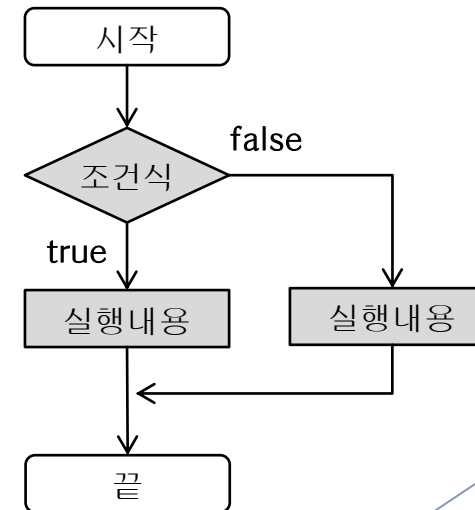 시작
조건식
false
true
실행내용
실행내용
끝